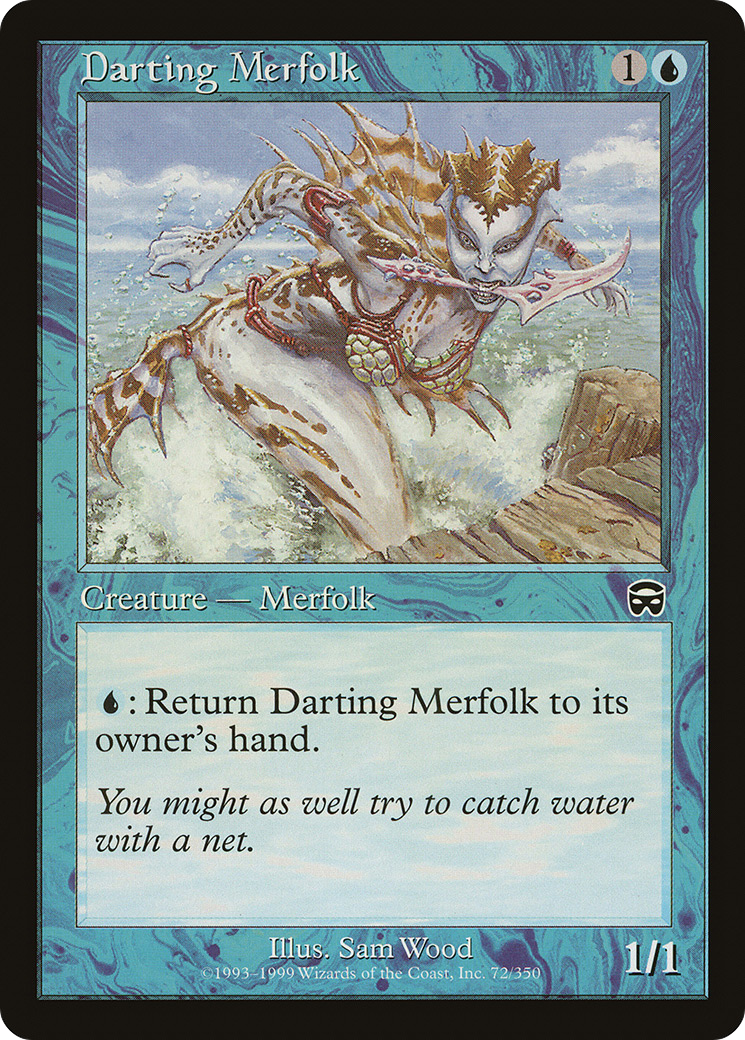 Darting Merfolk 1
Creature — Merfolk
: Return Darting Merfolk to its
owner's hand.
You might as well try to catch water
with a net.
Illus. Sam Wood
©1993–1999 Wizards of the Coast, Inc. 72/350
1/1